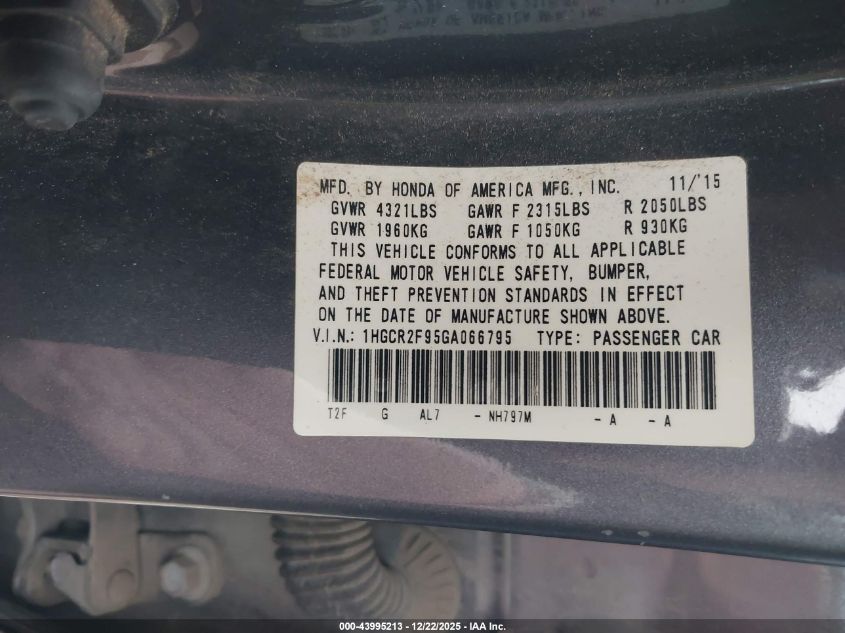 MFD. BY HONDA OF AMERICA MFG., INC. 11/'15
GVWR 4321LBS GAWR F 2315LBS R 2050LBS
GVWR 1960KG GAWR F 1050KG R 930KG
THIS VEHICLE CONFORMS TO ALL APPLICABLE
FEDERAL MOTOR VEHICLE SAFETY, BUMPER,
AND THEFT PREVENTION STANDARDS IN EFFECT
ON THE DATE OF MANUFACTURE SHOWN ABOVE.
V.I.N.: 1HGCR2F95GA066795 TYPE: PASSENGER CAR
T2F G AL7 - NH797M - A - A
000-43995213 - 12/22/2025 - IAA Inc.